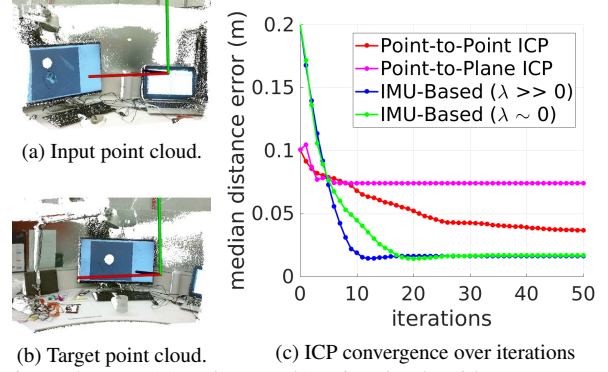 (a) Input point cloud.
(b) Target point cloud.
median distance error (m)
0.2
0.15
0.1
0.05
0
Point-to-Point ICP
Point-to-Plane ICP
IMU-Based (λ >> 0)
IMU-Based (λ ∼ 0)
0 10 20 30 40 50
iterations
(c) ICP convergence over iterations